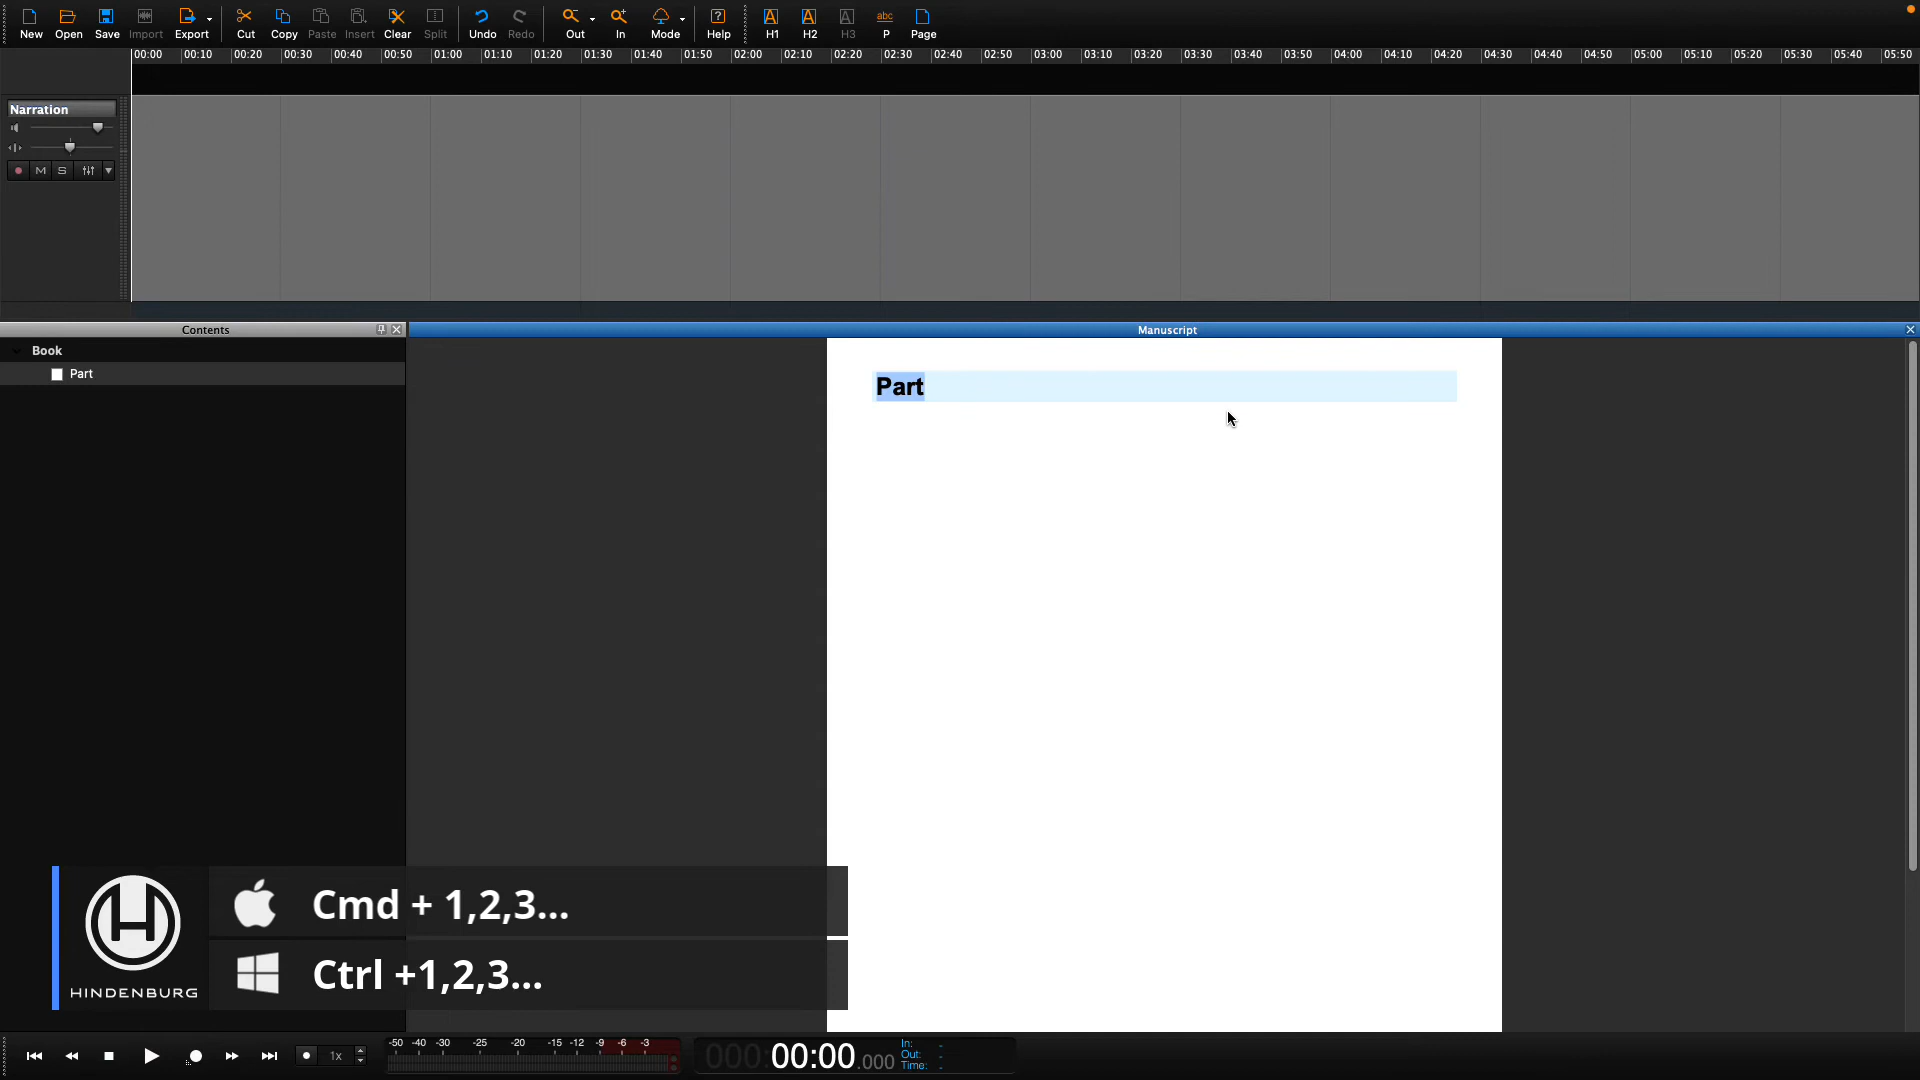 New Open Save Import Export Cut Copy Paste Insert Clear Split Undo Redo Out In Mode Help H1 H2 H3 abc P Page
00:00 00:10 00:20 00:30 00:40 00:50 01:00 01:10 01:20 01:30 01:40 01:50 02:00 02:10 02:20 02:30 02:40 02:50 03:00 03:10 03:20 03:30 03:40 03:50 04:00 04:10 04:20 04:30 04:40 04:50 05:00 05:10 05:20 05:30 05:40 05:50
Narration
M S
Contents
Manuscript
Book
Part
Part
Cmd + 1,2,3...
Ctrl +1,2,3...
HINDENBURG
1x
-50 -40 -30 -25 -20 -15 -12 -9 -6 -3
000:00:00.000
In: -
Out: -
Time: -